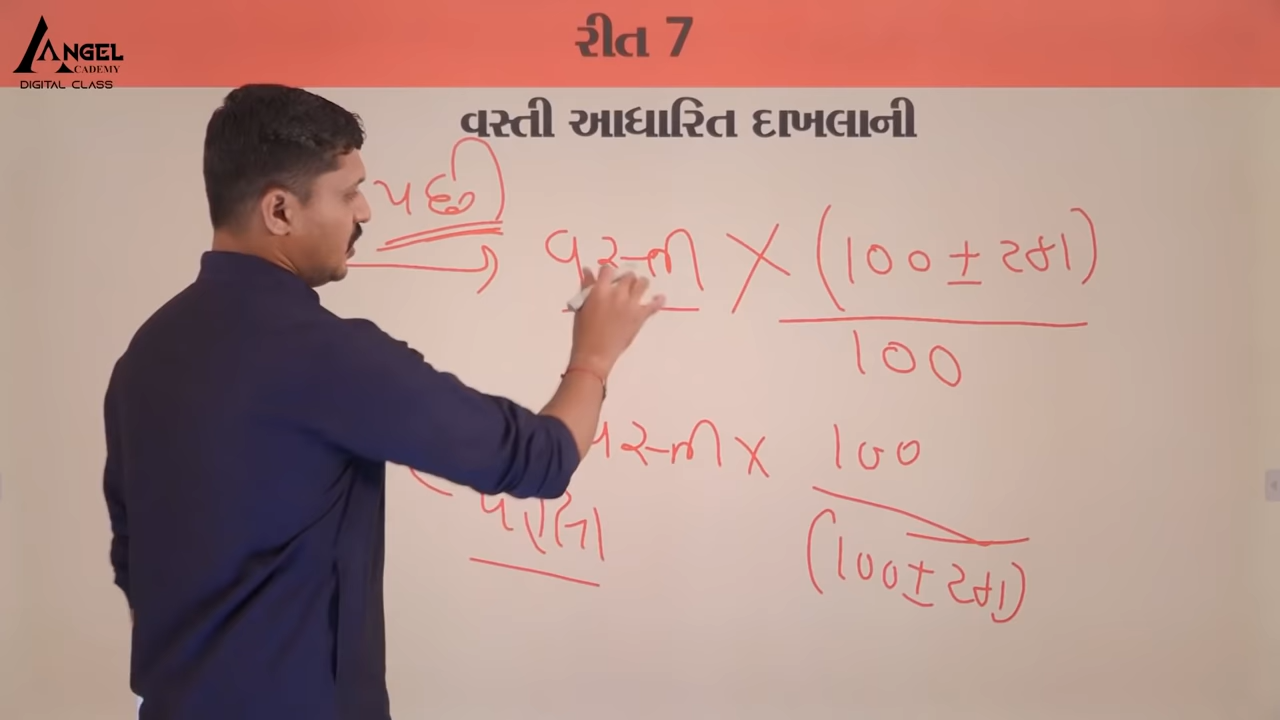 ANGEL
ACADEMY
DIGITAL CLASS
રીત 7
વસ્તી આધારિત દાખલાની
પછી
વસ્તી X (100 ± ટકા)
100
વસ્તી X 100
પહેલા
(100 ± ટકા)